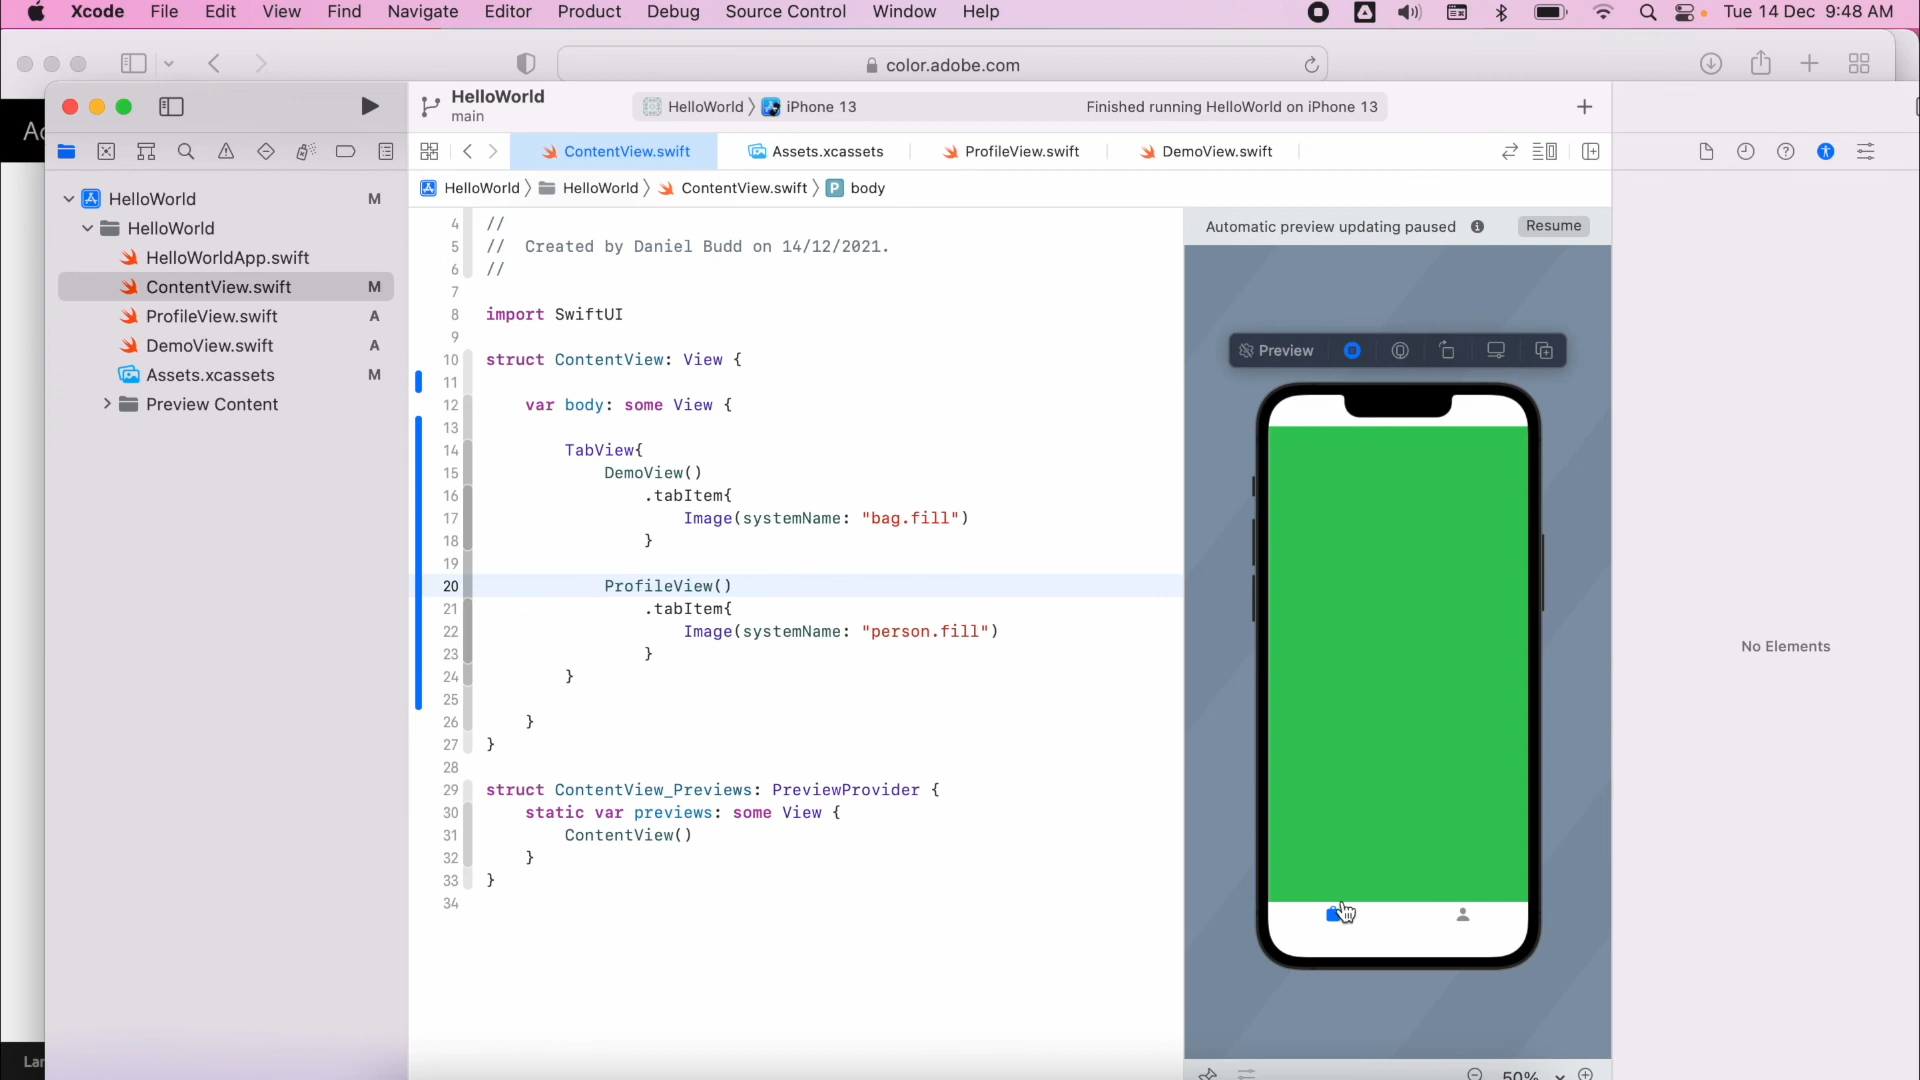 Xcode File Edit View Find Navigate Editor Product Debug Source Control Window Help Tue 14 Dec 9:48 AM
color.adobe.com
HelloWorld
main
HelloWorld iPhone 13 Finished running HelloWorld on iPhone 13
ContentView.swift Assets.xcassets ProfileView.swift DemoView.swift
HelloWorld HelloWorld ContentView.swift P body
HelloWorld M
HelloWorld
HelloWorldApp.swift
ContentView.swift M
ProfileView.swift A
DemoView.swift A
Assets.xcassets M
Preview Content
4 //
5 // Created by Daniel Budd on 14/12/2021.
6 //
7
8 import SwiftUI
9
10 struct ContentView: View {
11
12 var body: some View {
13
14 TabView{
15 DemoView()
16 .tabItem{
17 Image(systemName: "bag.fill")
18 }
19
20 ProfileView()
21 .tabItem{
22 Image(systemName: "person.fill")
23 }
24 }
25
26 }
27 }
28
29 struct ContentView_Previews: PreviewProvider {
30 static var previews: some View {
31 ContentView()
32 }
33 }
34
Automatic preview updating paused Resume
Preview
No Elements
50%